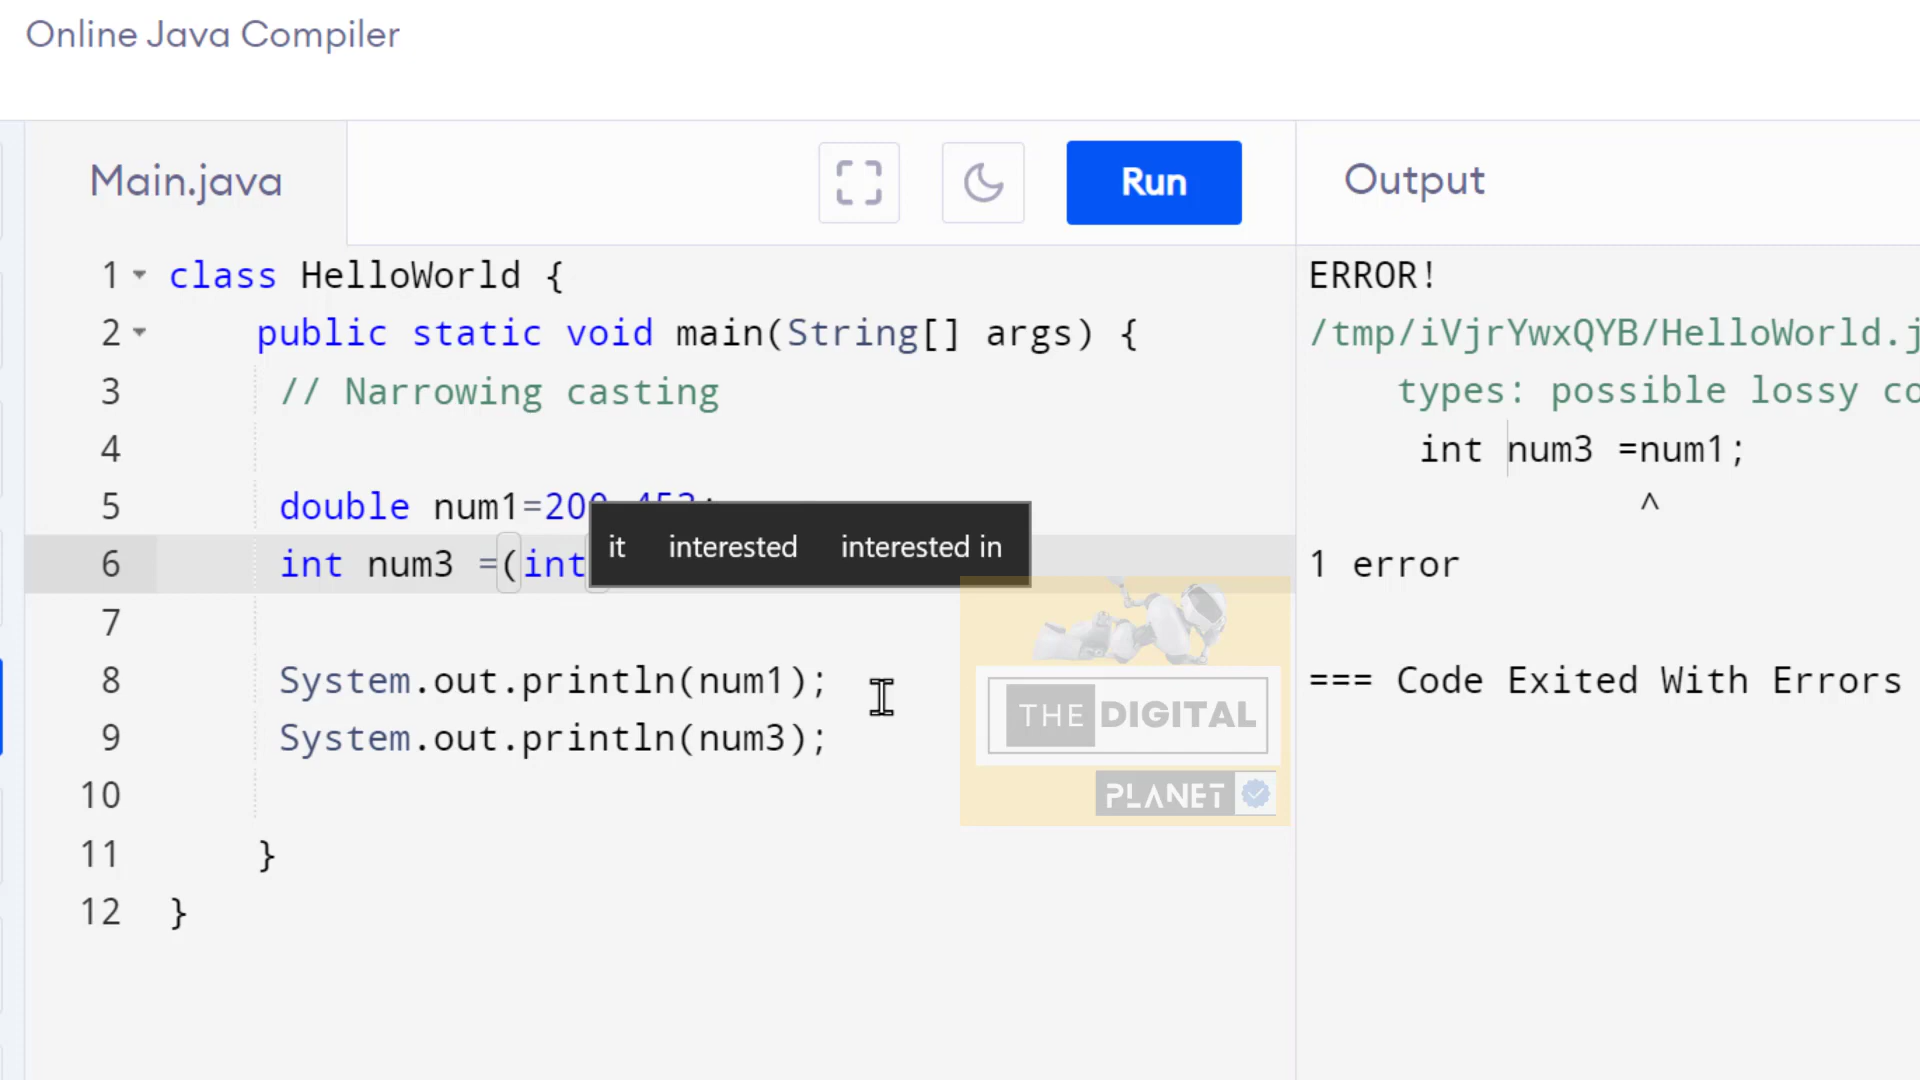 Online Java Compiler
Main.java
Run
Output
1 class HelloWorld {
2 public static void main(String[] args) {
3 // Narrowing casting
4
5 double num1=200.453;
6 int num3 =(int
it interested interested in
7
8 System.out.println(num1);
9 System.out.println(num3);
10
11 }
12 }
ERROR!
/tmp/iVjrYwxQYB/HelloWorld.j
types: possible lossy co
int num3 =num1;
^
1 error
=== Code Exited With Errors
THE DIGITAL
PLANET